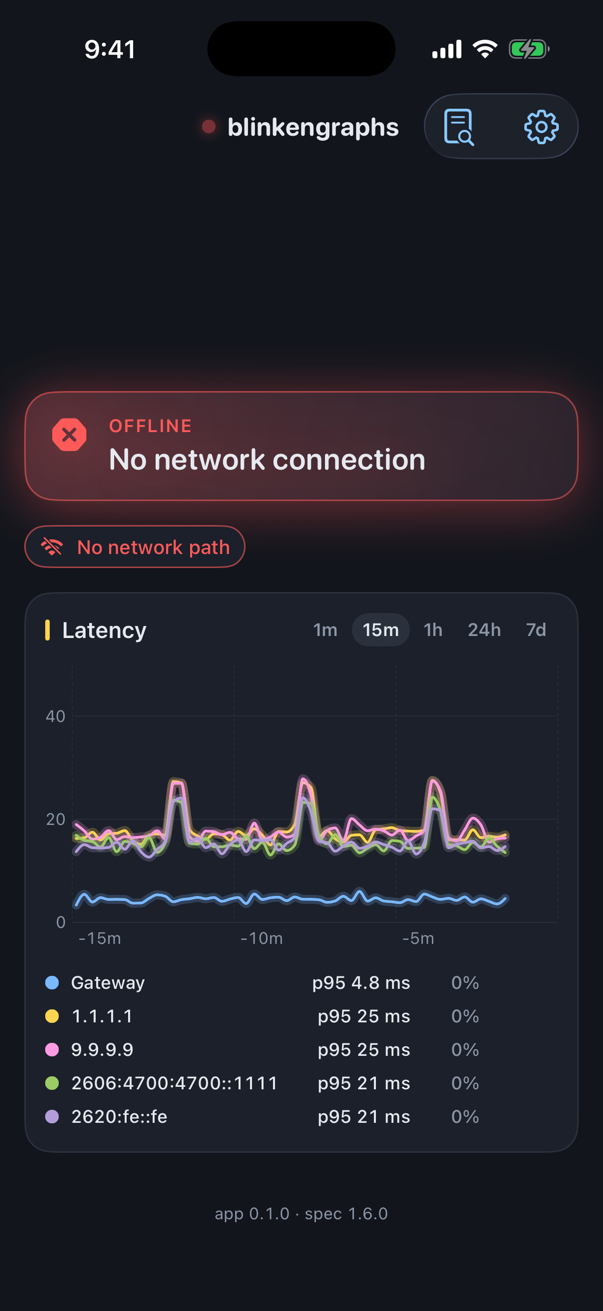 9:41
blinkengraphs
OFFLINE
No network connection
No network path
Latency 1m 15m 1h 24h 7d
40
20
0
-15m -10m -5m
Gateway p95 4.8 ms 0%
1.1.1.1 p95 25 ms 0%
9.9.9.9 p95 25 ms 0%
2606:4700:4700::1111 p95 21 ms 0%
2620:fe::fe p95 21 ms 0%
app 0.1.0 · spec 1.6.0